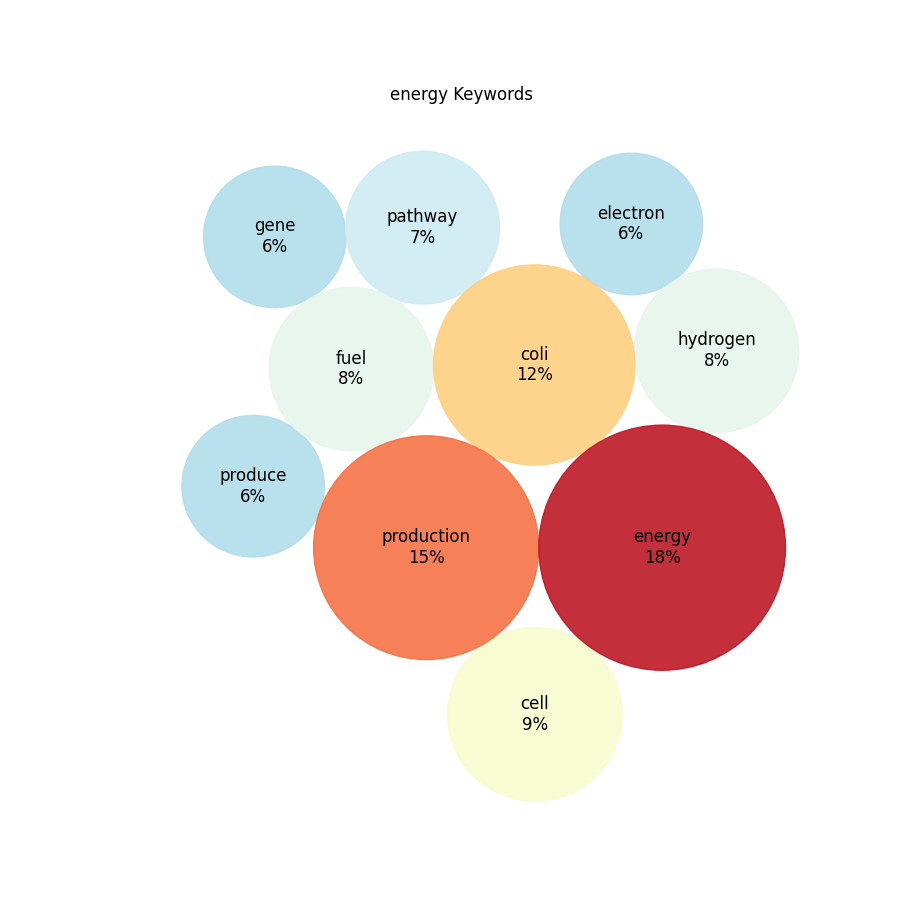 energy Keywords
gene
6%
pathway
7%
electron
6%
fuel
8%
coli
12%
hydrogen
8%
produce
6%
production
15%
energy
18%
cell
9%